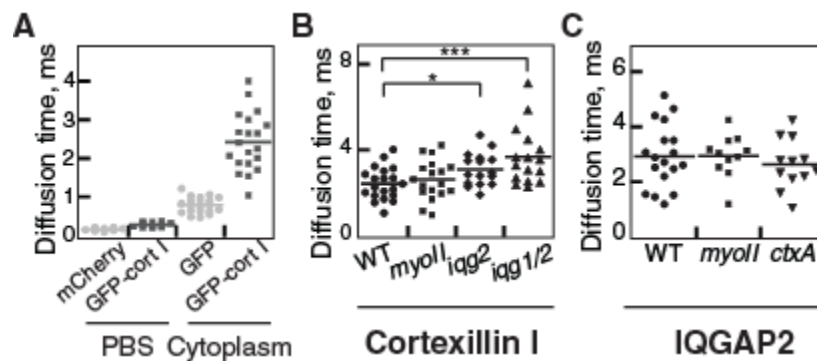 A
Diffusion time, ms
4
3
2
1
0
mCherry
GFP-cort I
GFP
GFP-cort I
PBS
Cytoplasm
B
Diffusion time, ms
8
4
0
***
*
WT
myoII
iqg2
iqg1/2
Cortexillin I
C
Diffusion time, ms
6
4
2
0
WT
myoII
ctxA
IQGAP2